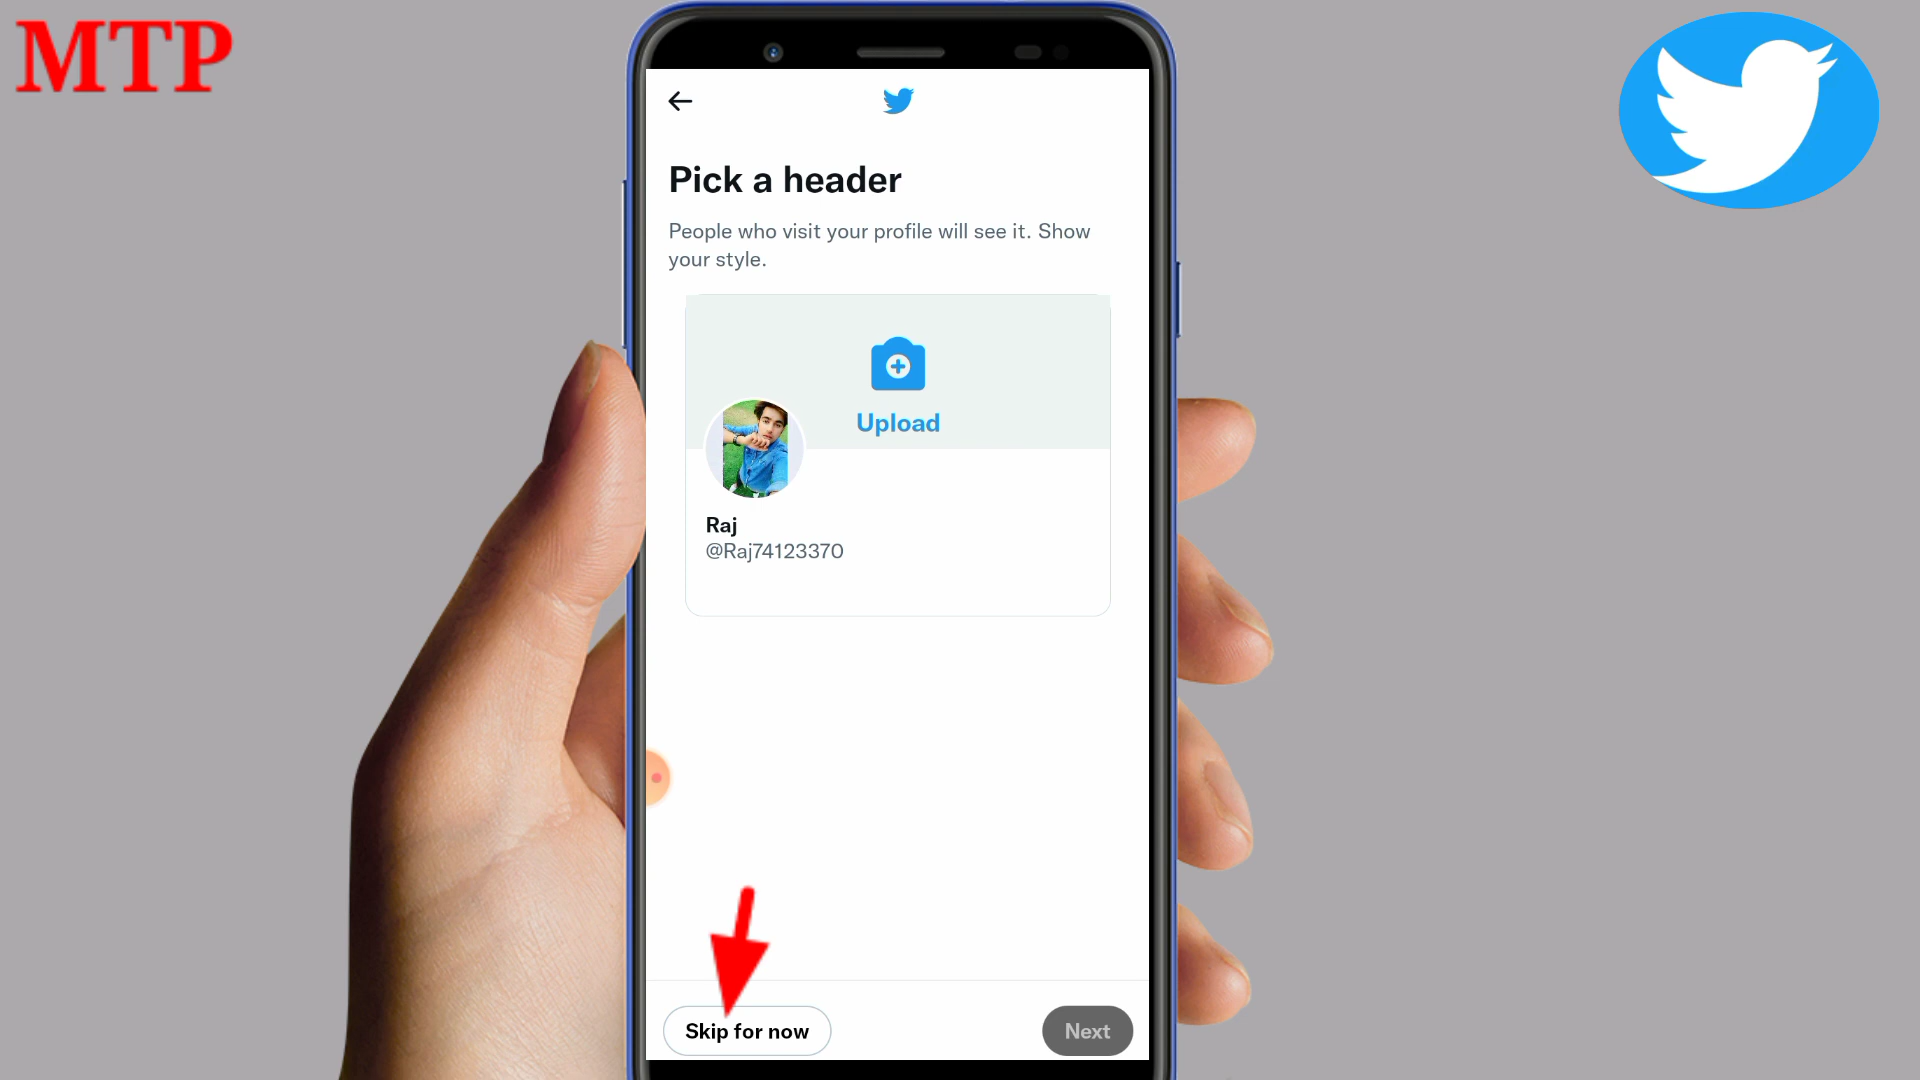 MTP
Pick a header
People who visit your profile will see it. Show
your style.
Upload
Raj
@Raj74123370
Skip for now
Next